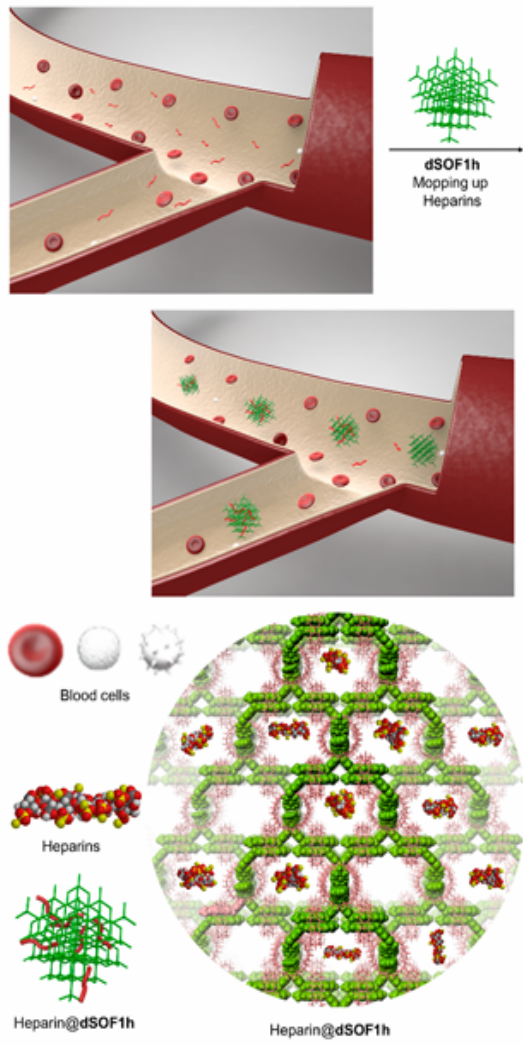 dSOF1h
Mopping up
Heparins
Blood cells
Heparins
Heparin@dSOF1h
Heparin@dSOF1h